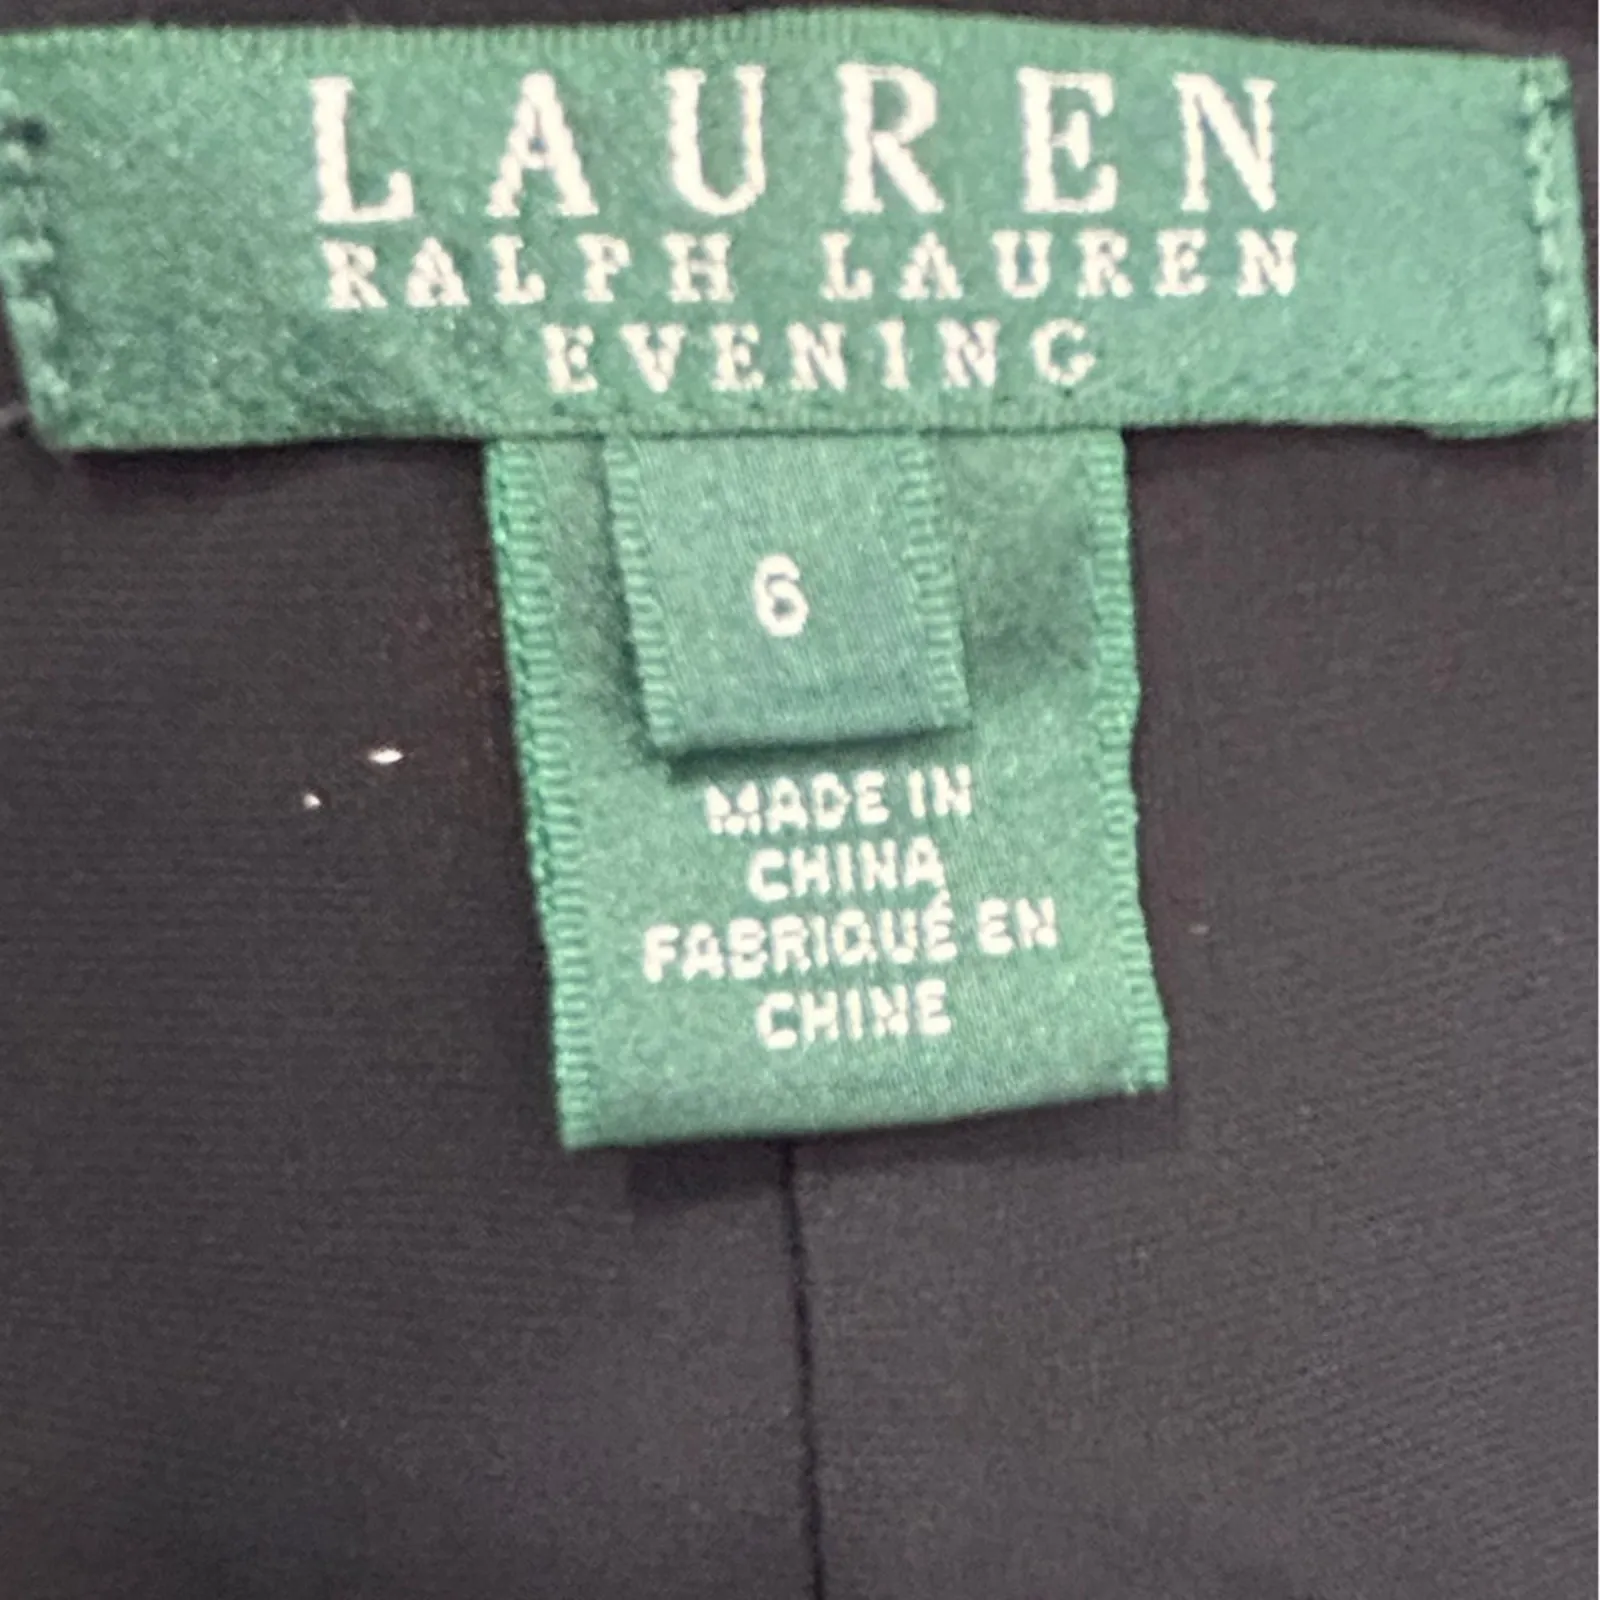 LAUREN
RALPH LAUREN
EVENING
6
MADE IN
CHINA
FABRIQUÉ EN
CHINE